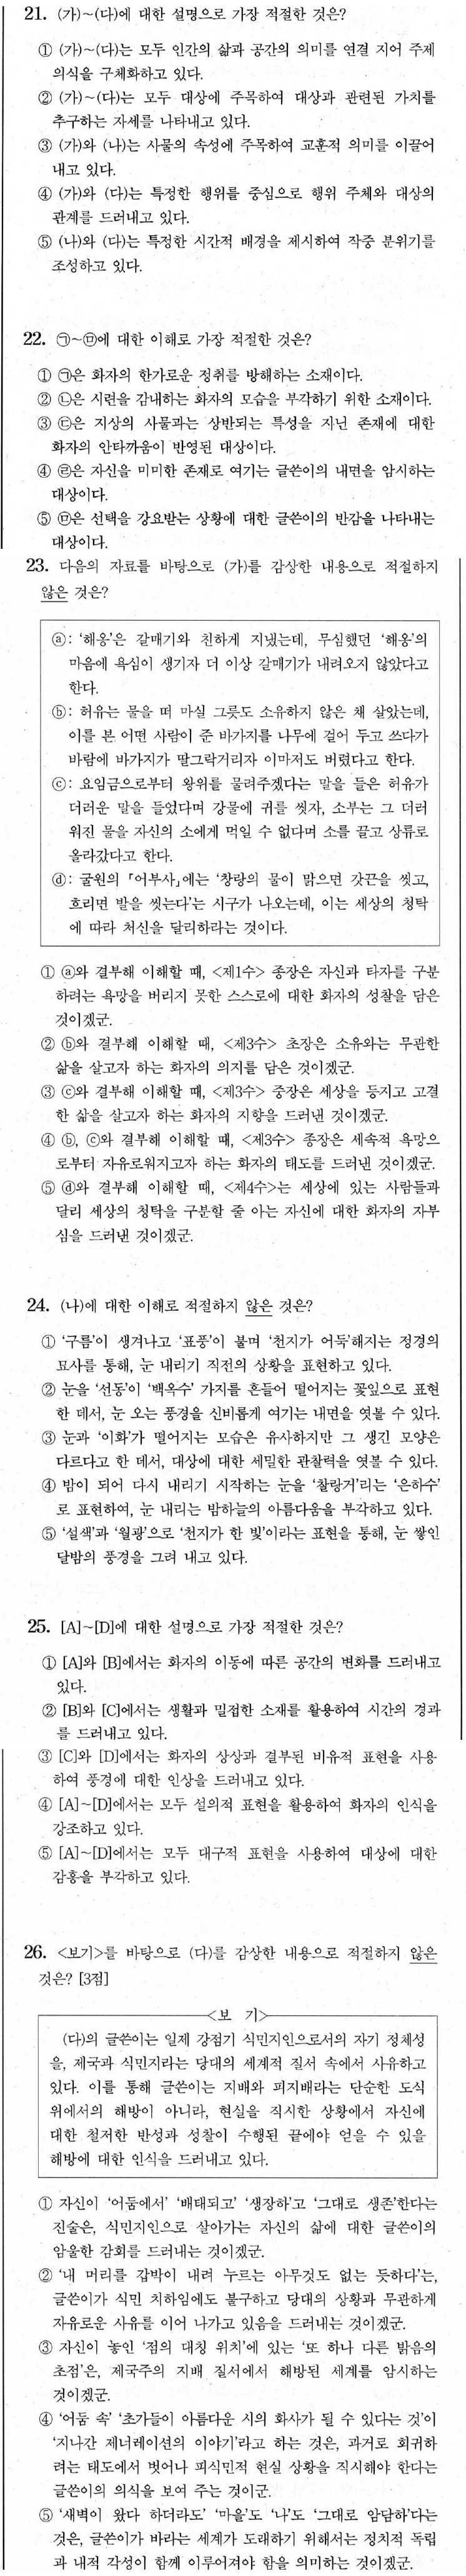 21. (가)~(다)에 대한 설명으로 가장 적절한 것은?
① (가)~(다)는 모두 인간의 삶과 공간의 의미를 연결 지어 주제
의식을 구체화하고 있다.
② (가)~(다)는 모두 대상에 주목하여 대상과 관련된 가치를
추구하는 자세를 나타내고 있다.
③ (가)와 (나)는 사물의 속성에 주목하여 교훈적 의미를 이끌어
내고 있다.
④ (가)와 (다)는 특정한 행위를 중심으로 행위 주체와 대상의
관계를 드러내고 있다.
⑤ (나)와 (다)는 특정한 시간적 배경을 제시하여 작중 분위기를
조성하고 있다.
22. ㉠~㉤에 대한 이해로 가장 적절한 것은?
① ㉠은 화자의 한가로운 정취를 방해하는 소재이다.
② ㉡은 시련을 감내하는 화자의 모습을 부각하기 위한 소재이다.
③ ㉢은 지상의 사물과는 상반되는 특성을 지닌 존재에 대한
화자의 안타까움이 반영된 대상이다.
④ ㉣은 자신을 미미한 존재로 여기는 글쓴이의 내면을 암시하는
대상이다.
⑤ ㉤은 선택을 강요받는 상황에 대한 글쓴이의 반감을 나타내는
대상이다.
23. 다음의 자료를 바탕으로 (가)를 감상한 내용으로 적절하지
않은 것은?
ⓐ: ‘해옹’은 갈매기와 친하게 지냈는데, 무심했던 ‘해옹’의
마음에 욕심이 생기자 더 이상 갈매기가 내려오지 않았다고
한다.
ⓑ: 허유는 물을 떠 마실 그릇도 소유하지 않은 채 살았는데,
이를 본 어떤 사람이 준 바가지를 나무에 걸어 두고 쓰다가
바람에 바가지가 딸그락거리자 이마저도 버렸다고 한다.
ⓒ: 요임금으로부터 왕위를 물려주겠다는 말을 들은 허유가
더러운 말을 들었다며 강물에 귀를 씻자, 소부는 그 더러
워진 물을 자신의 소에게 먹일 수 없다며 소를 끌고 상류로
올라갔다고 한다.
ⓓ: 굴원의 「어부사」에는 ‘창랑의 물이 맑으면 갓끈을 씻고,
흐리면 발을 씻는다’는 시구가 나오는데, 이는 세상의 청탁
에 따라 처신을 달리하라는 것이다.
① ⓐ와 결부해 이해할 때, <제1수> 종장은 자신과 타자를 구분
하려는 욕망을 버리지 못한 스스로에 대한 화자의 성찰을 담은
것이겠군.
② ⓑ와 결부해 이해할 때, <제3수> 초장은 소유와는 무관한
삶을 살고자 하는 화자의 의지를 담은 것이겠군.
③ ⓒ와 결부해 이해할 때, <제3수> 중장은 세상을 등지고 고결
한 삶을 살고자 하는 화자의 지향을 드러낸 것이겠군.
④ ⓑ, ⓒ와 결부해 이해할 때, <제3수> 종장은 세속적 욕망으
로부터 자유로워지고자 하는 화자의 태도를 드러낸 것이겠군.
⑤ ⓓ와 결부해 이해할 때, <제4수>는 세상에 있는 사람들과
달리 세상의 청탁을 구분할 줄 아는 자신에 대한 화자의 자부
심을 드러낸 것이겠군.
24. (나)에 대한 이해로 적절하지 않은 것은?
① ‘구름’이 생겨나고 ‘표풍’이 불며 ‘천지가 어둑’해지는 정경의
묘사를 통해, 눈 내리기 직전의 상황을 표현하고 있다.
② 눈을 ‘선동’이 ‘백옥수’ 가지를 흔들어 떨어지는 꽃잎으로 표현
한 데서, 눈 오는 풍경을 신비롭게 여기는 내면을 엿볼 수 있다.
③ 눈과 ‘이화’가 떨어지는 모습은 유사하지만 그 생긴 모양은
다르다고 한 데서, 대상에 대한 세밀한 관찰력을 엿볼 수 있다.
④ 밤이 되어 다시 내리기 시작하는 눈을 ‘찰랑거’리는 ‘은하수’
로 표현하여, 눈 내리는 밤하늘의 아름다움을 부각하고 있다.
⑤ ‘설색’과 ‘월광’으로 ‘천지가 한 빛’이라는 표현을 통해, 눈 쌓인
달밤의 풍경을 그려 내고 있다.
25. [A]~[D]에 대한 설명으로 가장 적절한 것은?
① [A]와 [B]에서는 화자의 이동에 따른 공간의 변화를 드러내고
있다.
② [B]와 [C]에서는 생활과 밀접한 소재를 활용하여 시간의 경과
를 드러내고 있다.
③ [C]와 [D]에서는 화자의 상상과 결부된 비유적 표현을 사용
하여 풍경에 대한 인상을 드러내고 있다.
④ [A]~[D]에서는 모두 설의적 표현을 활용하여 화자의 인식을
강조하고 있다.
⑤ [A]~[D]에서는 모두 대구적 표현을 사용하여 대상에 대한
감흥을 부각하고 있다.
26. <보기>를 바탕으로 (다)를 감상한 내용으로 적절하지 않은
것은? [3점]
<보 기>
(다)의 글쓴이는 일제 강점기 식민지인으로서의 자기 정체성
을, 제국과 식민지라는 당대의 세계적 질서 속에서 사유하고
있다. 이를 통해 글쓴이는 지배와 피지배라는 단순한 도식
위에서의 해방이 아니라, 현실을 직시한 상황에서 자신에
대한 철저한 반성과 성찰이 수행된 끝에야 얻을 수 있을
해방에 대한 인식을 드러내고 있다.
① 자신이 ‘어둠에서’ ‘배태되고’ ‘생장하’고 ‘그대로 생존’한다는
진술은, 식민지인으로 살아가는 자신의 삶에 대한 글쓴이의
암울한 감회를 드러내는 것이겠군.
② ‘내 머리를 갑박이 내려 누르는 아무것도 없는 듯하다’는,
글쓴이가 식민 치하임에도 불구하고 당대의 상황과 무관하게
자유로운 사유를 이어 나가고 있음을 드러내는 것이겠군.
③ 자신이 놓인 ‘점의 대칭 위치’에 있는 ‘또 하나 다른 밝음의
초점’은, 제국주의 지배 질서에서 해방된 세계를 암시하는
것이겠군.
④ ‘어둠 속’ ‘초가들이 아름다운 시의 화사가 될 수 있다는 것’이
‘지나간 제너레이션의 이야기’라고 하는 것은, 과거로 회귀하
려는 태도에서 벗어나 피식민적 현실 상황을 직시해야 한다는
글쓴이의 의식을 보여 주는 것이군.
⑤ ‘새벽이 왔다 하더라도’ ‘마을’도 ‘나’도 ‘그대로 암담하’다는
것은, 글쓴이가 바라는 세계가 도래하기 위해서는 정치적 독립
과 내적 각성이 함께 이루어져야 함을 의미하는 것이겠군.